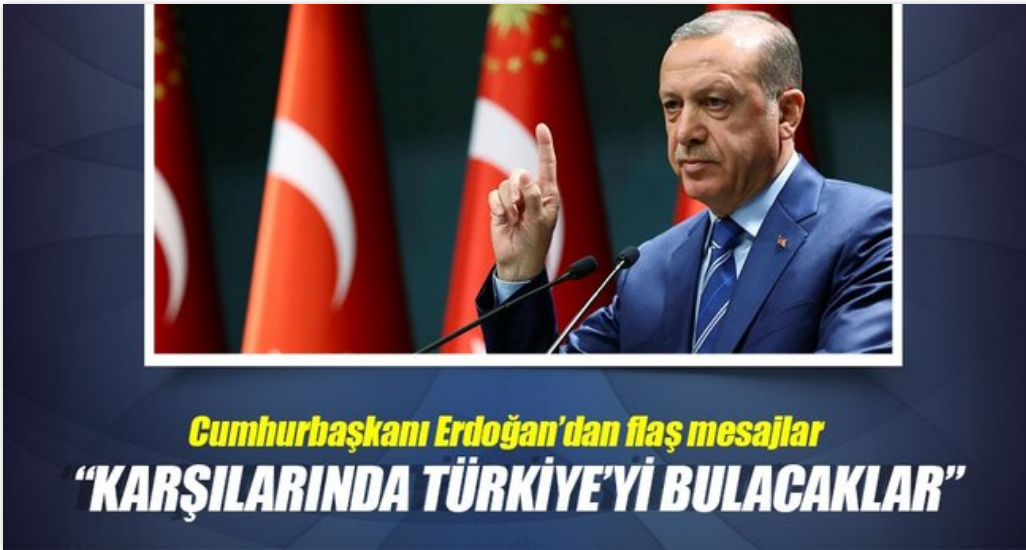 Cumhurbaşkanı Erdoğan'dan flaş mesajlar
“KARŞILARINDA TÜRKİYE'Yİ BULACAKLAR”